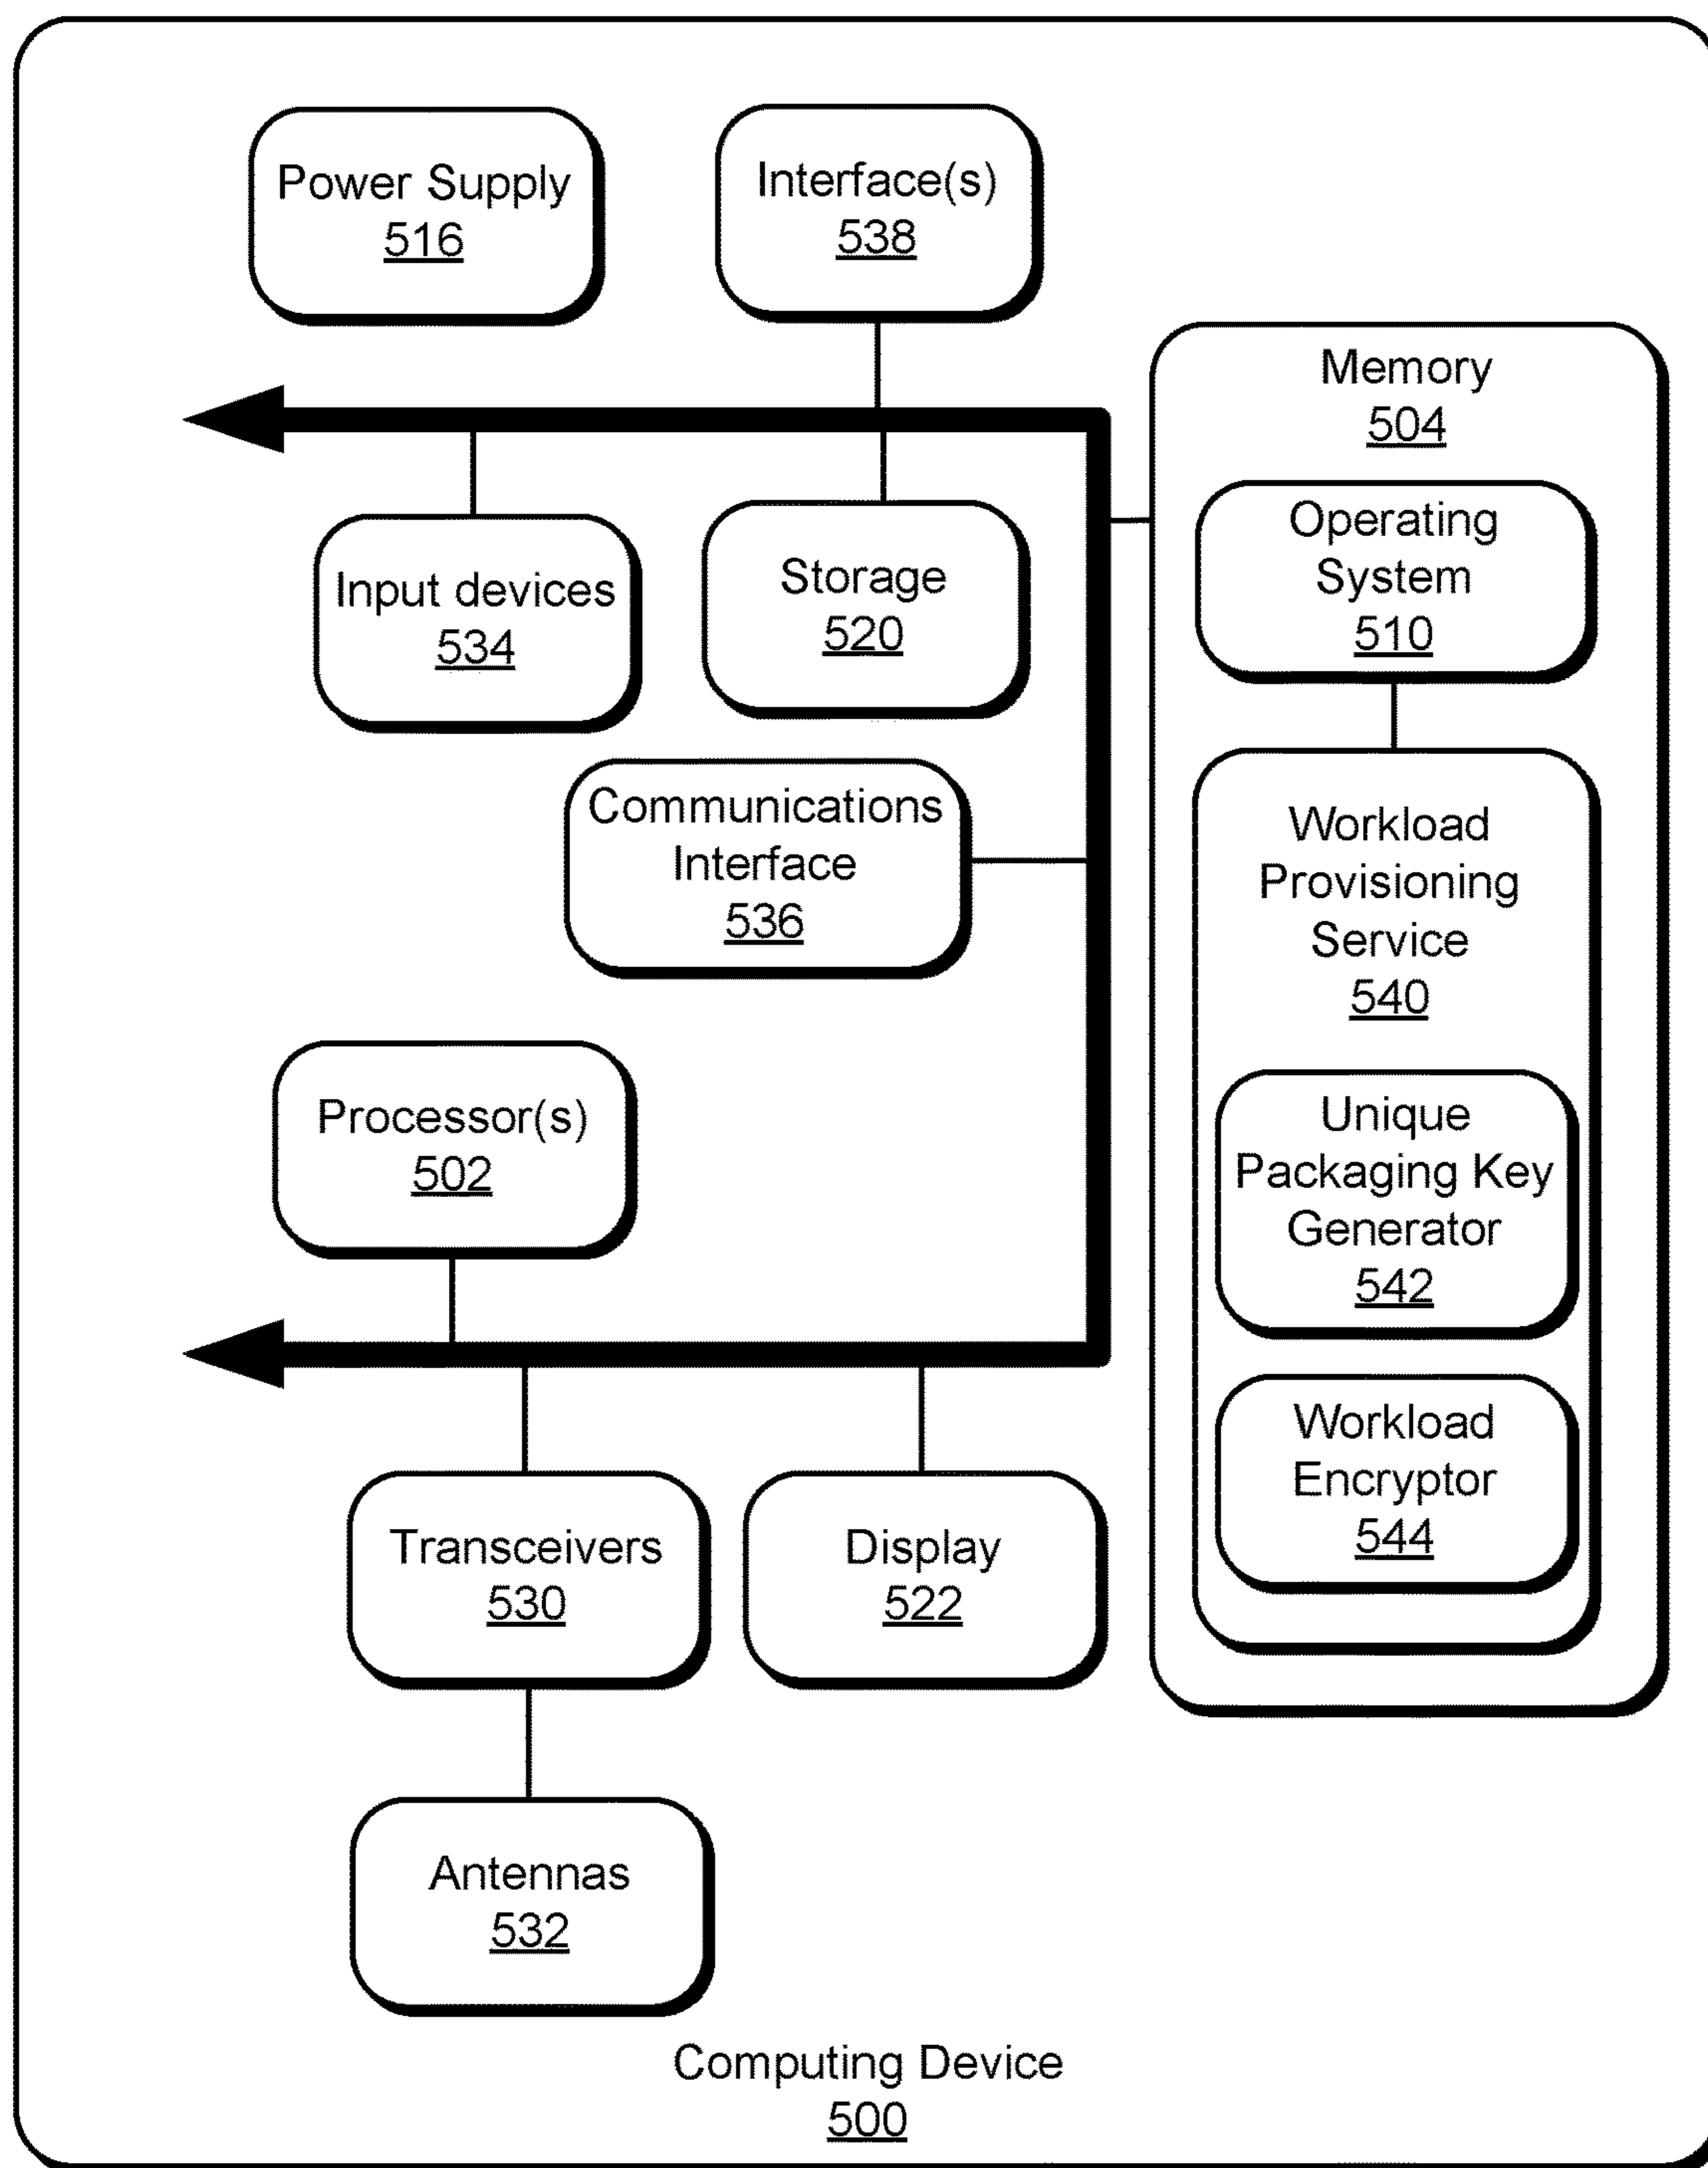 Power Supply
516
Interface(s)
538
Memory
504
Operating
System
510
Input devices
534
Storage
520
Communications
Interface
536
Workload
Provisioning
Service
540
Processor(s)
502
Unique
Packaging Key
Generator
542
Workload
Encryptor
544
Transceivers
530
Display
522
Antennas
532
Computing Device
500